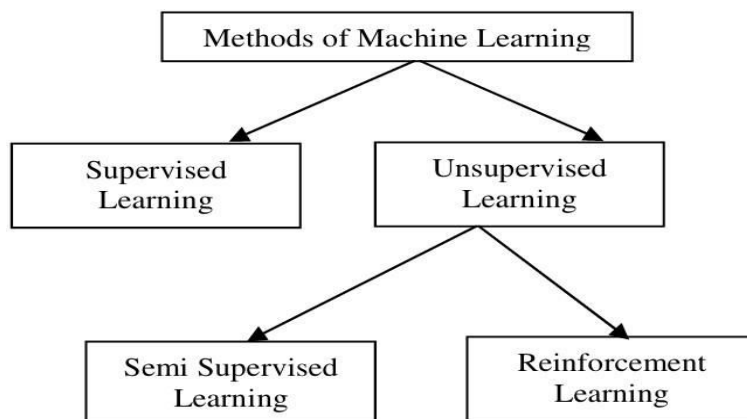 Methods of Machine Learning
Supervised
Learning
Unsupervised
Learning
Semi Supervised
Learning
Reinforcement
Learning